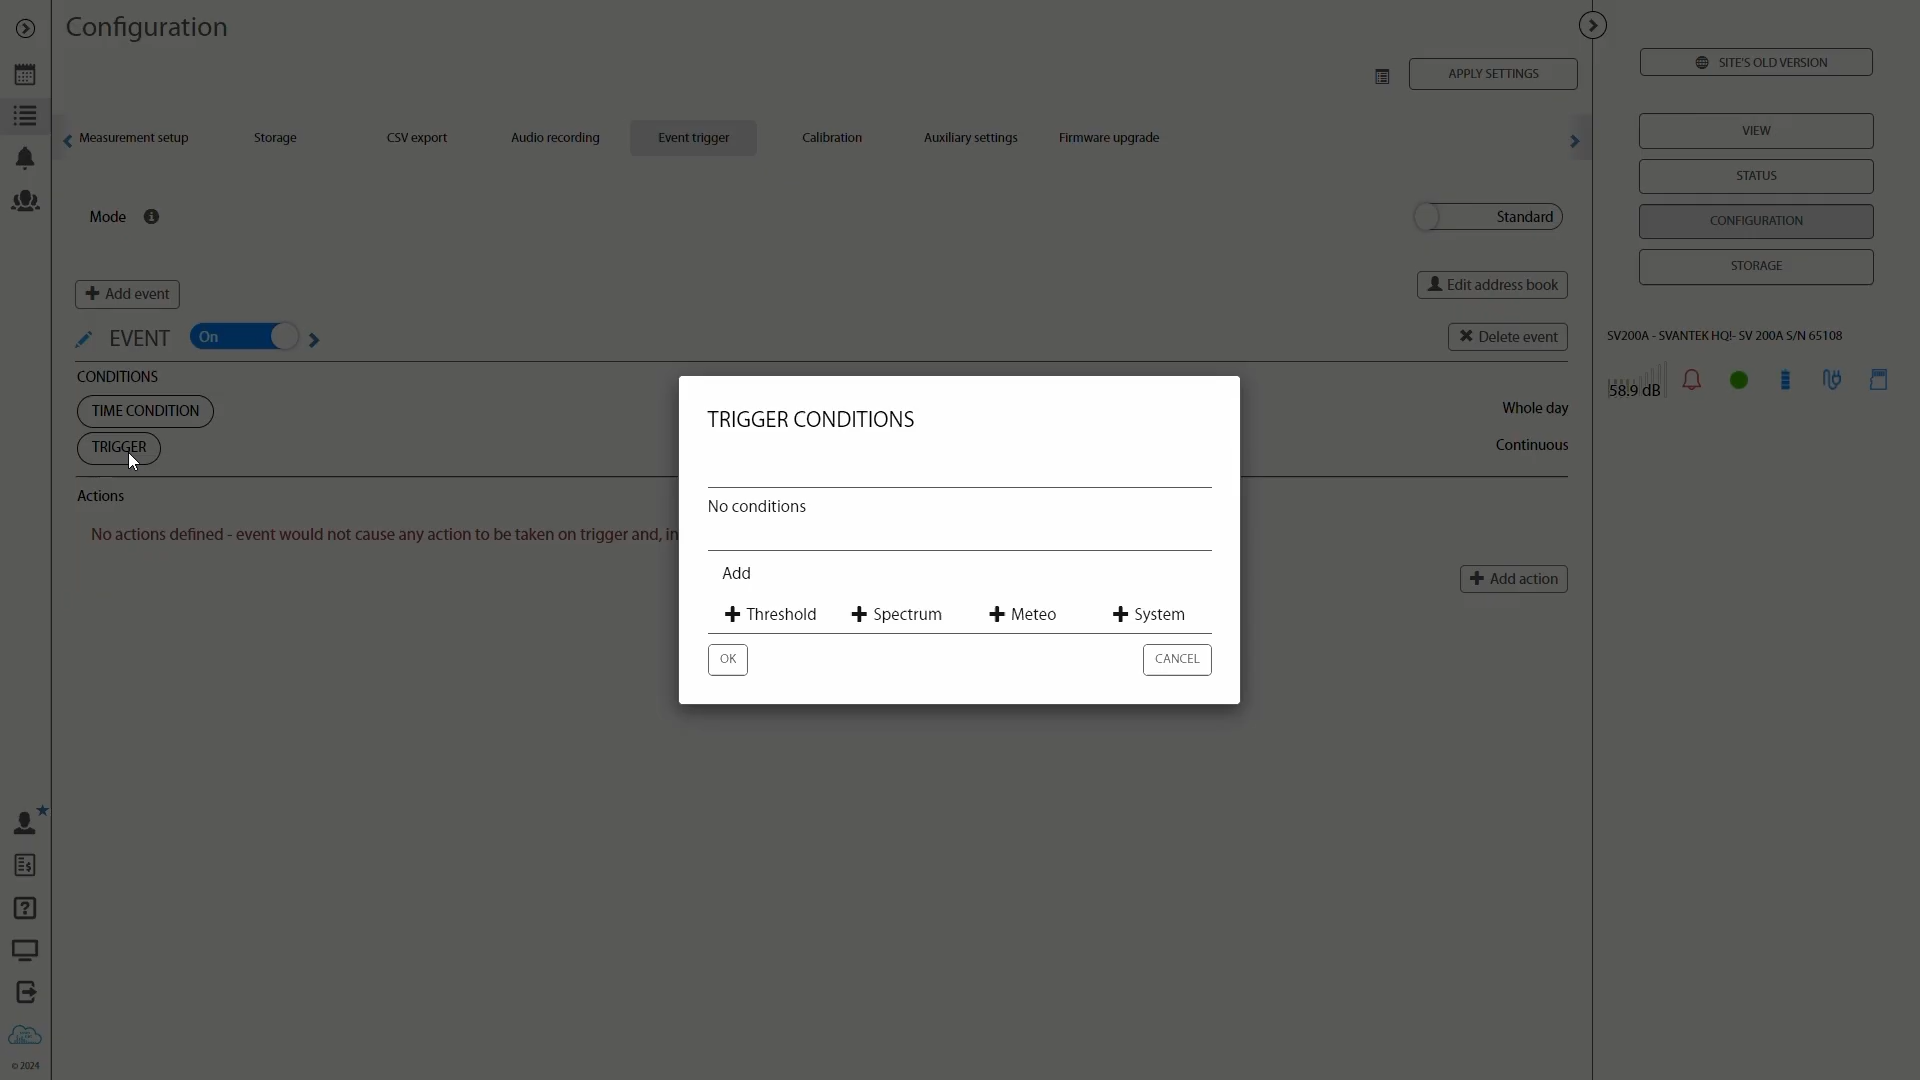 Configuration
SITE'S OLD VERSION
APPLY SETTINGS
Measurement setup
Storage
CSV export
Audio recording
Event trigger
Calibration
Auxiliary settings
Firmware upgrade
VIEW
STATUS
CONFIGURATION
STORAGE
Mode
Standard
Add event
Edit address book
EVENT
On
Delete event
SV200A - SVANTEK HQ!- SV 200A S/N 65108
58.9 dB
CONDITIONS
TIME CONDITION
Whole day
TRIGGER
Continuous
Actions
No actions defined - event would not cause any action to be taken on trigger and, in
Add action
TRIGGER CONDITIONS
No conditions
Add
Threshold
Spectrum
Meteo
System
OK
CANCEL
© 2024